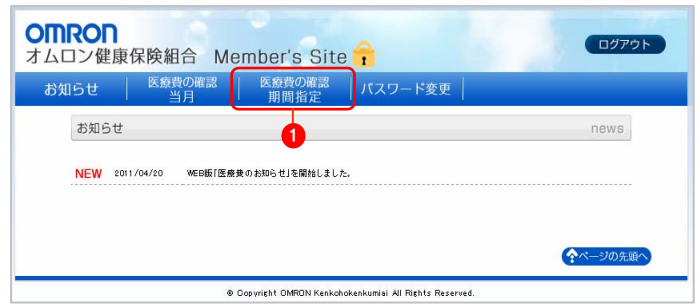 OMRON
オムロン健康保険組合 Member's Site
ログアウト
お知らせ
医療費の確認
当月
医療費の確認
期間指定
パスワード変更
1
お知らせ
news
NEW 2011/04/20 WEB版「医療費のお知らせ」を開始しました。
ページの先頭へ
© Copyright OMRON Kenkohokenkumiai All Rights Reserved.